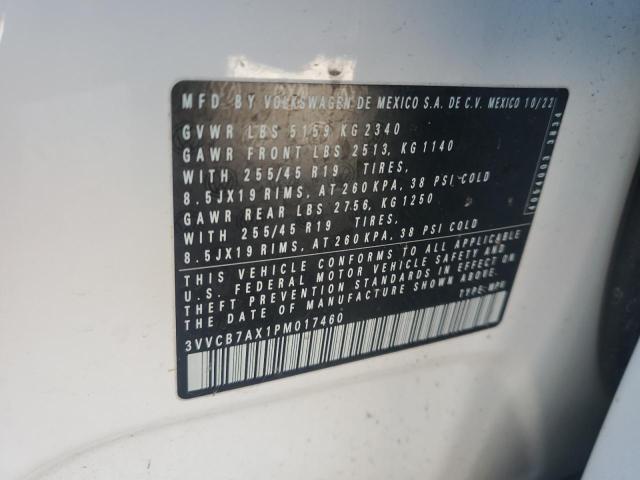 MFD BY VOLKSWAGEN DE MEXICO S.A. DE C.V. MEXICO 10/22
GVWR LBS 5159 KG 2340
GAWR FRONT LBS 2513, KG 1140
WITH 255/45 R19 TIRES,
8.5JX19 RIMS, AT 260 KPA, 38 PSI COLD
GAWR REAR LBS 2756, KG 1250
WITH 255/45 R19 TIRES,
8.5JX19 RIMS, AT 260 KPA, 38 PSI COLD
THIS VEHICLE CONFORMS TO ALL APPLICABLE
U.S. FEDERAL MOTOR VEHICLE SAFETY AND
THEFT PREVENTION STANDARDS IN EFFECT ON
THE DATE OF MANUFACTURE SHOWN ABOVE.
TYPE: MPV
3VVCB7AX1PM017460